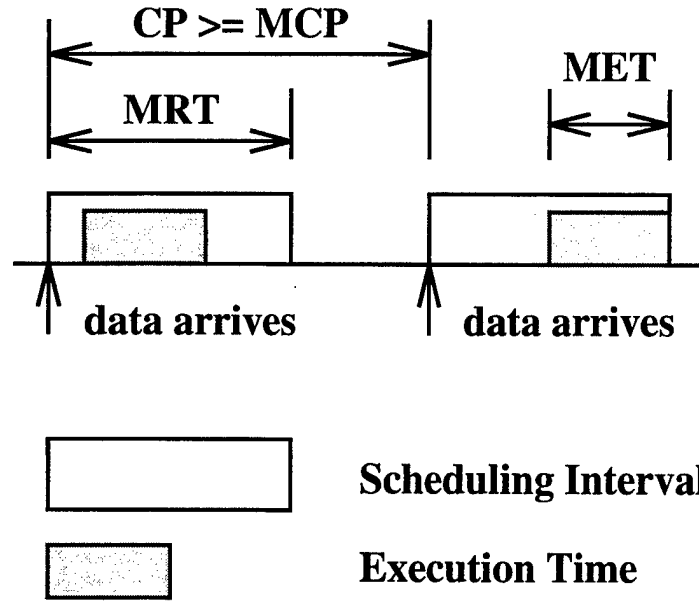 CP >= MCP
MET
MRT
data arrives
data arrives
Scheduling Interval
Execution Time